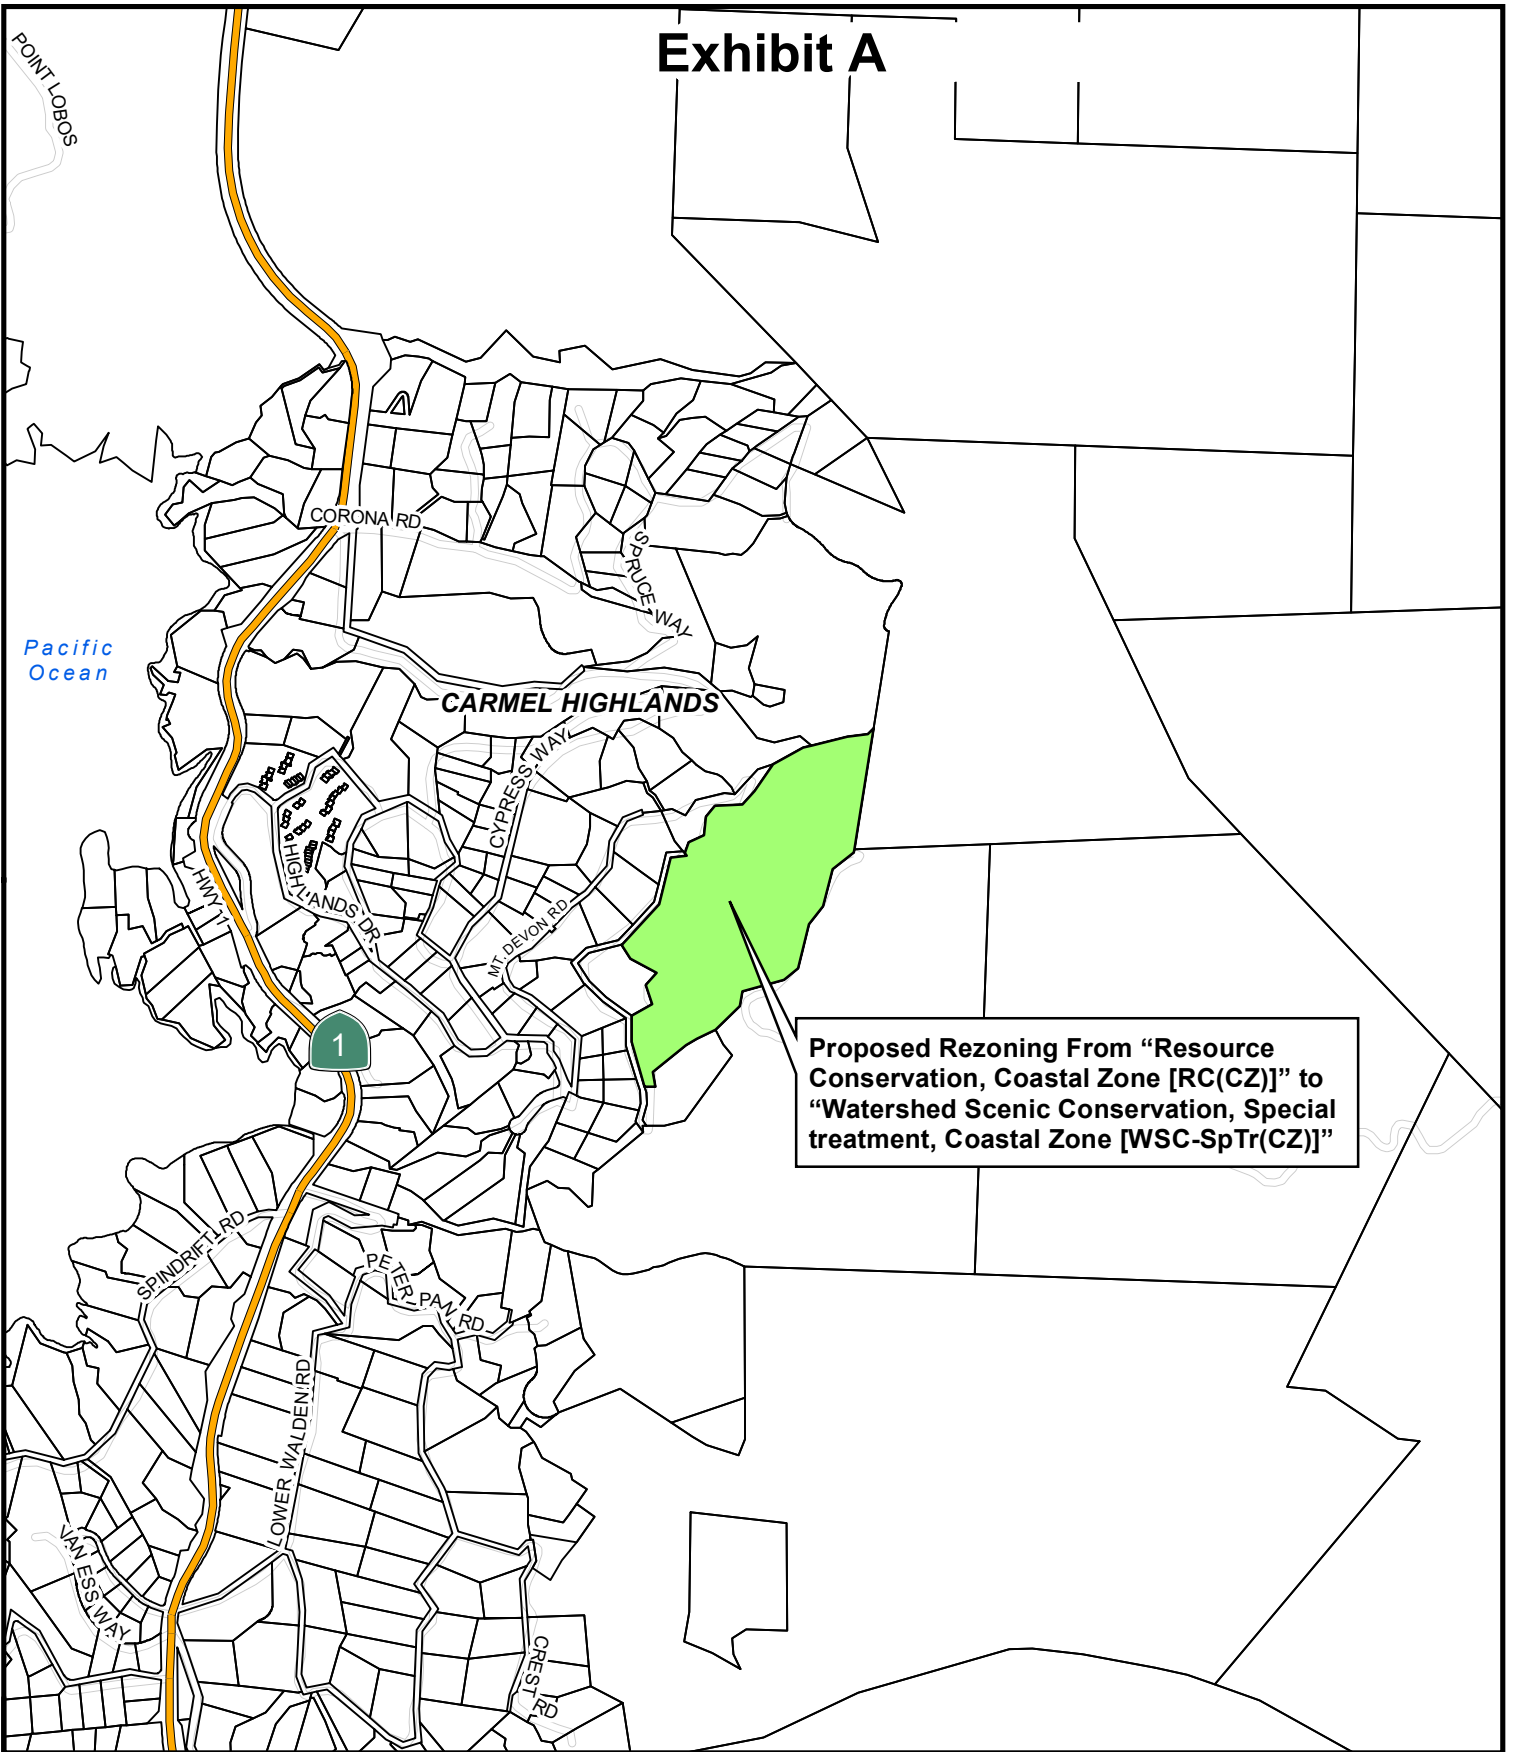 Exhibit A
POINT LOBOS
CORONA RD
SPRUCE WAY
Pacific
Ocean
CARMEL HIGHLANDS
CYPRESS WAY
HIGHLANDS DR
HWY 1
MT. DEVON RD
1
Proposed Rezoning From “Resource
Conservation, Coastal Zone [RC(CZ)]” to
“Watershed Scenic Conservation, Special
treatment, Coastal Zone [WSC-SpTr(CZ)]”
SPINDRIFT RD
PETER PAN RD
LOWER WALDEN RD
VAN ESS WAY
CREST RD